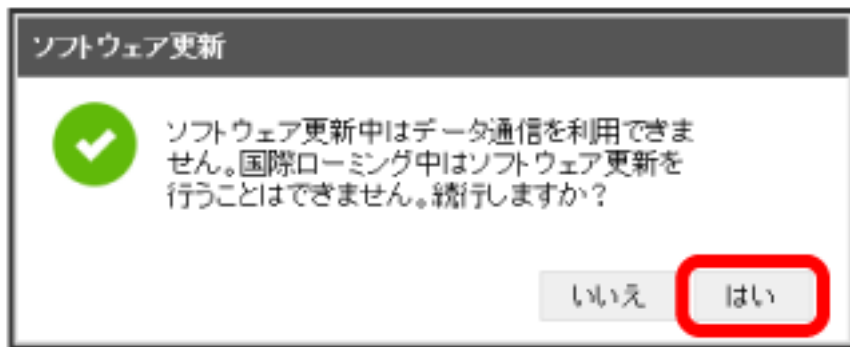 ソフトウェア更新
ソフトウェア更新中はデータ通信を利用できま
せん。国際ローミング中はソフトウェア更新を
行うことはできません。続行しますか？
いいえ
はい